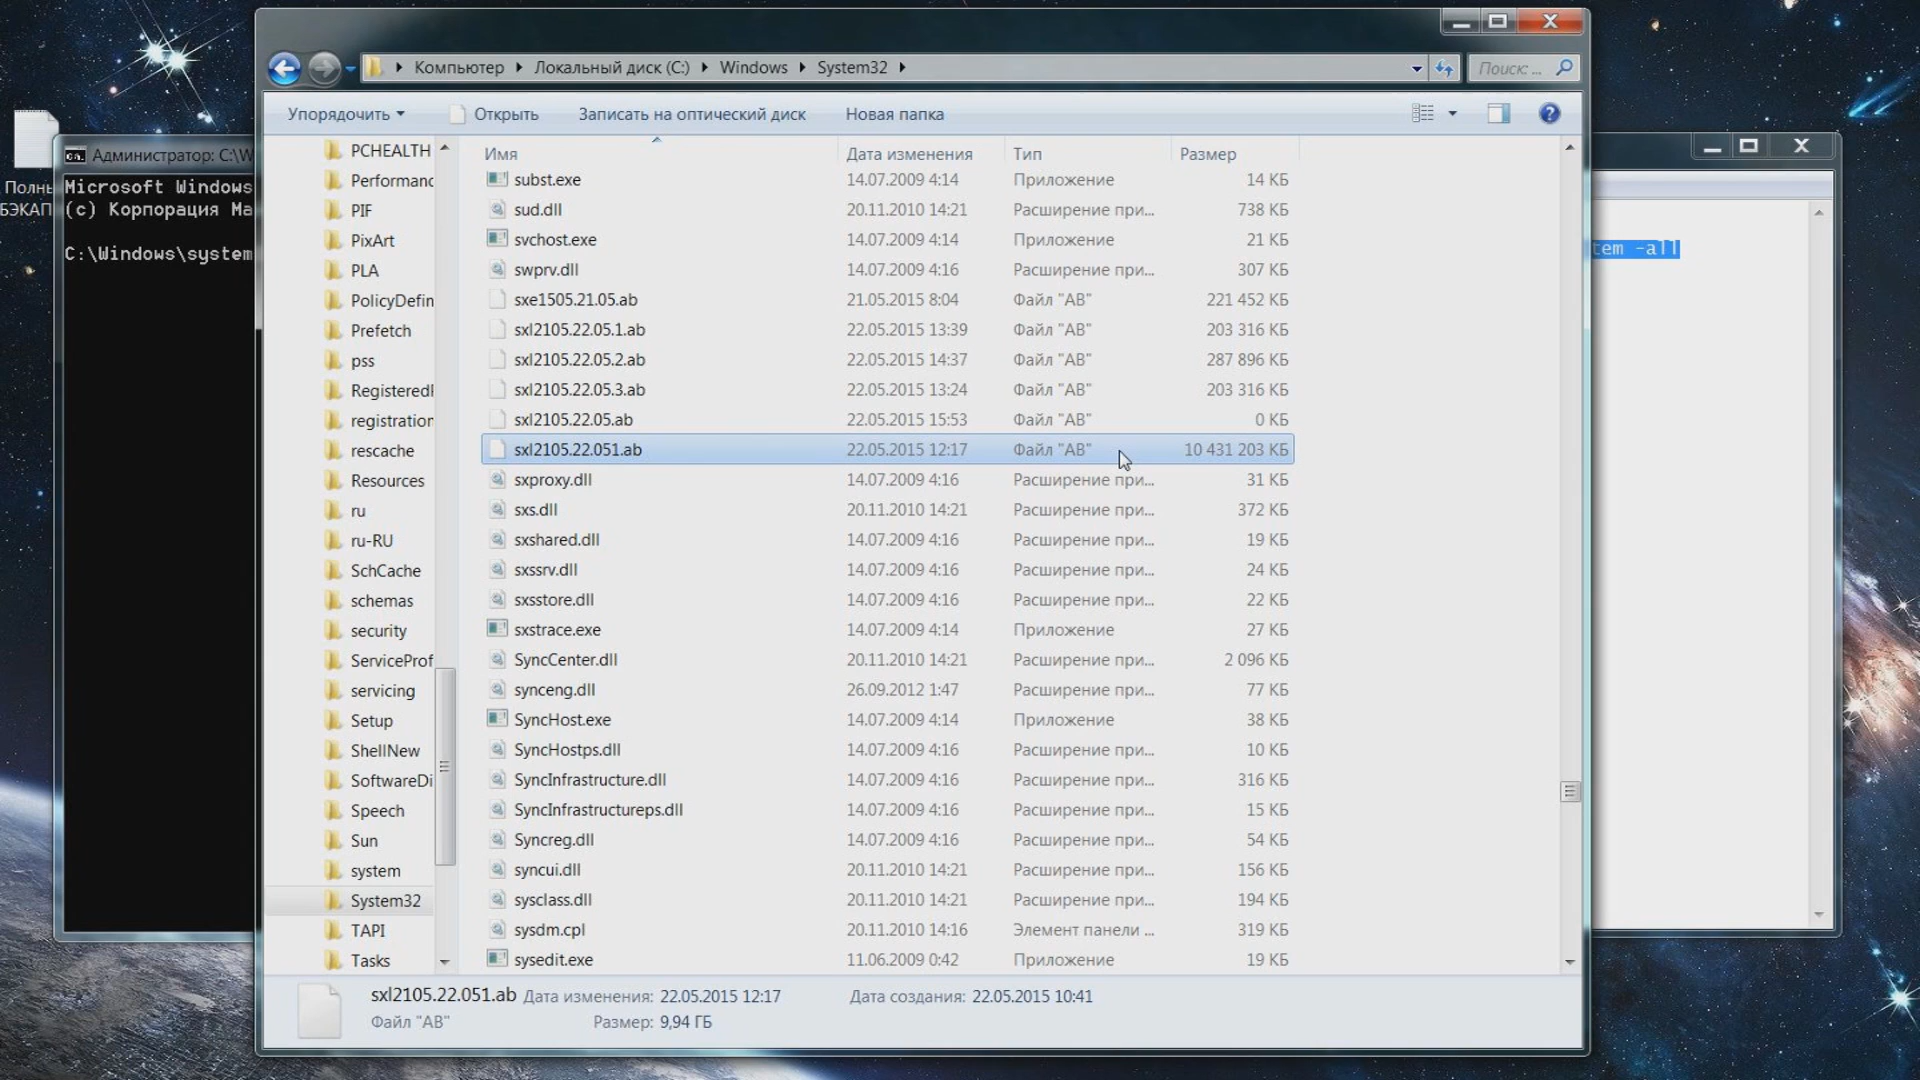 Компьютер Локальный диск (C:) Windows System32 Поиск: ...
Упорядочить Открыть Записать на оптический диск Новая папка
Имя Дата изменения Тип Размер
PCHEALTH
Performanc
PIF
PixArt
PLA
PolicyDefin
Prefetch
pss
Registered
registration
rescache
Resources
ru
ru-RU
SchCache
schemas
security
ServiceProf
servicing
Setup
ShellNew
SoftwareDi
Speech
Sun
system
System32
TAPI
Tasks
subst.exe 14.07.2009 4:14 Приложение 14 КБ
sud.dll 20.11.2010 14:21 Расширение при... 738 КБ
svchost.exe 14.07.2009 4:14 Приложение 21 КБ
swprv.dll 14.07.2009 4:16 Расширение при... 307 КБ
sxe1505.21.05.ab 21.05.2015 8:04 Файл "AB" 221 452 КБ
sxl2105.22.05.1.ab 22.05.2015 13:39 Файл "AB" 203 316 КБ
sxl2105.22.05.2.ab 22.05.2015 14:37 Файл "AB" 287 896 КБ
sxl2105.22.05.3.ab 22.05.2015 13:24 Файл "AB" 203 316 КБ
sxl2105.22.05.ab 22.05.2015 15:53 Файл "AB" 0 КБ
sxl2105.22.051.ab 22.05.2015 12:17 Файл "AB" 10 431 203 КБ
sxproxy.dll 14.07.2009 4:16 Расширение при... 31 КБ
sxs.dll 20.11.2010 14:21 Расширение при... 372 КБ
sxshared.dll 14.07.2009 4:16 Расширение при... 19 КБ
sxssrv.dll 14.07.2009 4:16 Расширение при... 24 КБ
sxsstore.dll 14.07.2009 4:16 Расширение при... 22 КБ
sxstrace.exe 14.07.2009 4:14 Приложение 27 КБ
SyncCenter.dll 20.11.2010 14:21 Расширение при... 2 096 КБ
synceng.dll 26.09.2012 1:47 Расширение при... 77 КБ
SyncHost.exe 14.07.2009 4:14 Приложение 38 КБ
SyncHostps.dll 14.07.2009 4:16 Расширение при... 10 КБ
SyncInfrastructure.dll 14.07.2009 4:16 Расширение при... 316 КБ
SyncInfrastructureps.dll 14.07.2009 4:16 Расширение при... 15 КБ
Syncreg.dll 14.07.2009 4:16 Расширение при... 54 КБ
syncui.dll 20.11.2010 14:21 Расширение при... 156 КБ
sysclass.dll 20.11.2010 14:21 Расширение при... 194 КБ
sysdm.cpl 20.11.2010 14:16 Элемент панели ... 319 КБ
sysedit.exe 11.06.2009 0:42 Приложение 19 КБ
sxl2105.22.051.ab Дата изменения: 22.05.2015 12:17 Дата создания: 22.05.2015 10:41
Файл "AB" Размер: 9,94 ГБ
Полнь
БЭКАП
Администратор: C:\W
Microsoft Windows
(c) Корпорация Ма
C:\Windows\system
tem -all